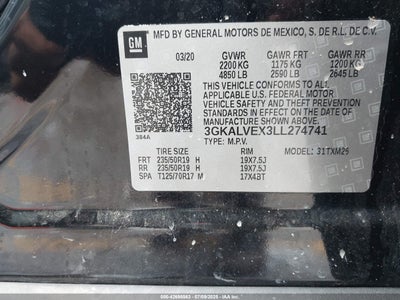 GM
MFD BY GENERAL MOTORS DE MEXICO, S. DE R.L. DE C.V.
03/20 GVWR GAWR FRT GAWR RR
2200 KG 1175 KG 1200 KG
4850 LB 2590 LB 2645 LB
THIS VEHICLE CONFORMS TO ALL APPLICABLE U.S. FEDERAL MOTOR VEHICLE SAFETY, BUMPER, AND THEFT PREVENTION STANDARDS IN EFFECT ON THE DATE OF MANUFACTURE SHOWN ABOVE.
3GKALVEX3LL274741
384A TYPE: M.P.V. MODEL: 31TXM26
TIRE SIZE RIM
FRT 235/50R19 H 19X7.5J
RR 235/50R19 H 19X7.5J
SPA T125/70R17 M 17X4BT